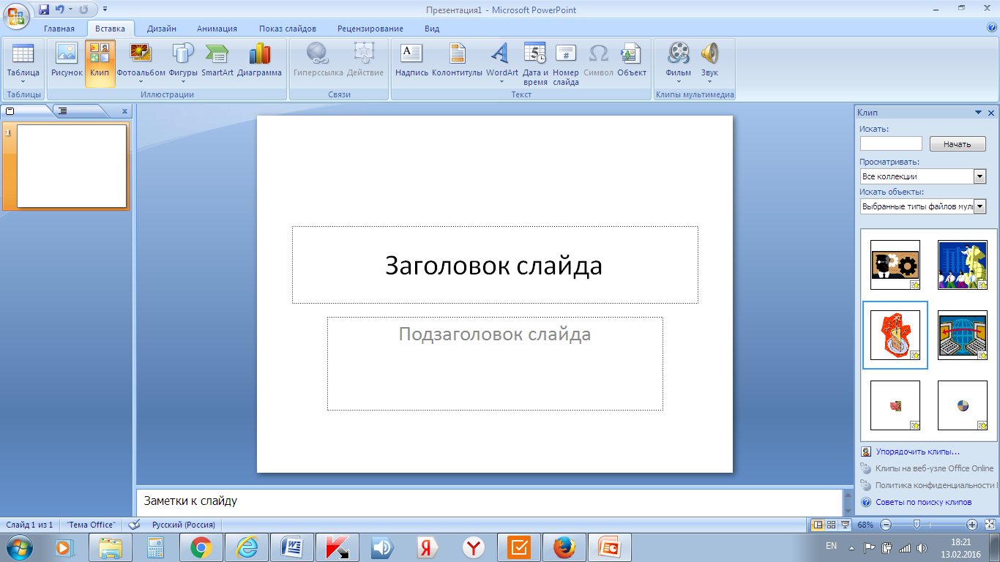 Презентация1 - Microsoft PowerPoint
Главная Вставка Дизайн Анимация Показ слайдов Рецензирование Вид
Таблица Рисунок Клип Фотоальбом Фигуры SmartArt Диаграмма Гиперссылка Действие Надпись Колонтитулы WordArt Дата и время Номер слайда Символ Объект Фильм Звук
Таблицы Иллюстрации Связи Текст Клипы мультимедиа
1
Заголовок слайда
Подзаголовок слайда
Заметки к слайду
Клип
Искать:
Начать
Просматривать:
Все коллекции
Искать объекты:
Выбранные типы файлов мул
Упорядочить клипы...
Клипы на веб-узле Office Online
Политика конфиденциальности
Советы по поиску клипов
Слайд 1 из 1 "Тема Office" Русский (Россия) 68%
EN 18:21
13.02.2016